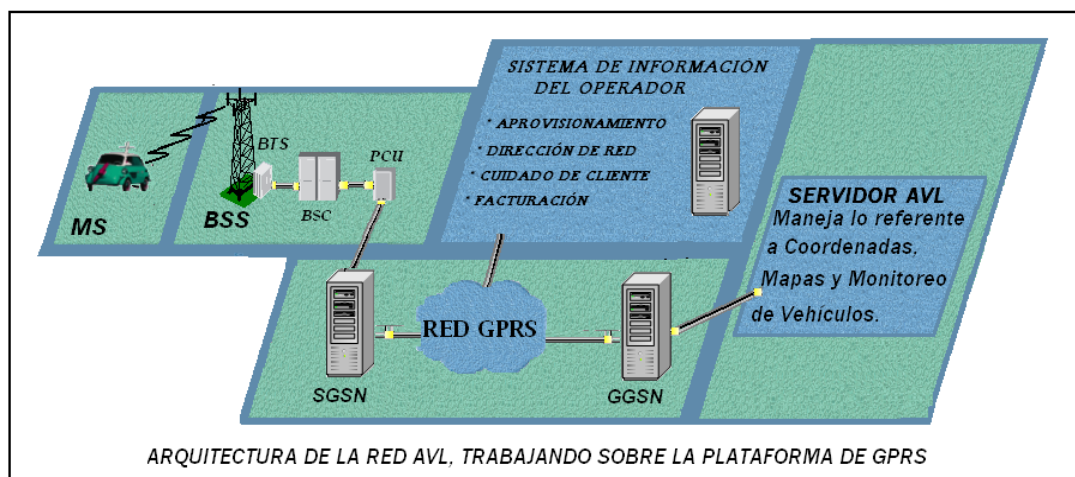 SISTEMA DE INFORMACIÓN
DEL OPERADOR
* APROVISIONAMIENTO
* DIRECCIÓN DE RED
* CUIDADO DE CLIENTE
* FACTURACIÓN
BTS
PCU
BSC
MS
BSS
SERVIDOR AVL
Maneja lo referente
a Coordenadas,
Mapas y Monitoreo
de Vehículos.
RED GPRS
SGSN
GGSN
ARQUITECTURA DE LA RED AVL, TRABAJANDO SOBRE LA PLATAFORMA DE GPRS